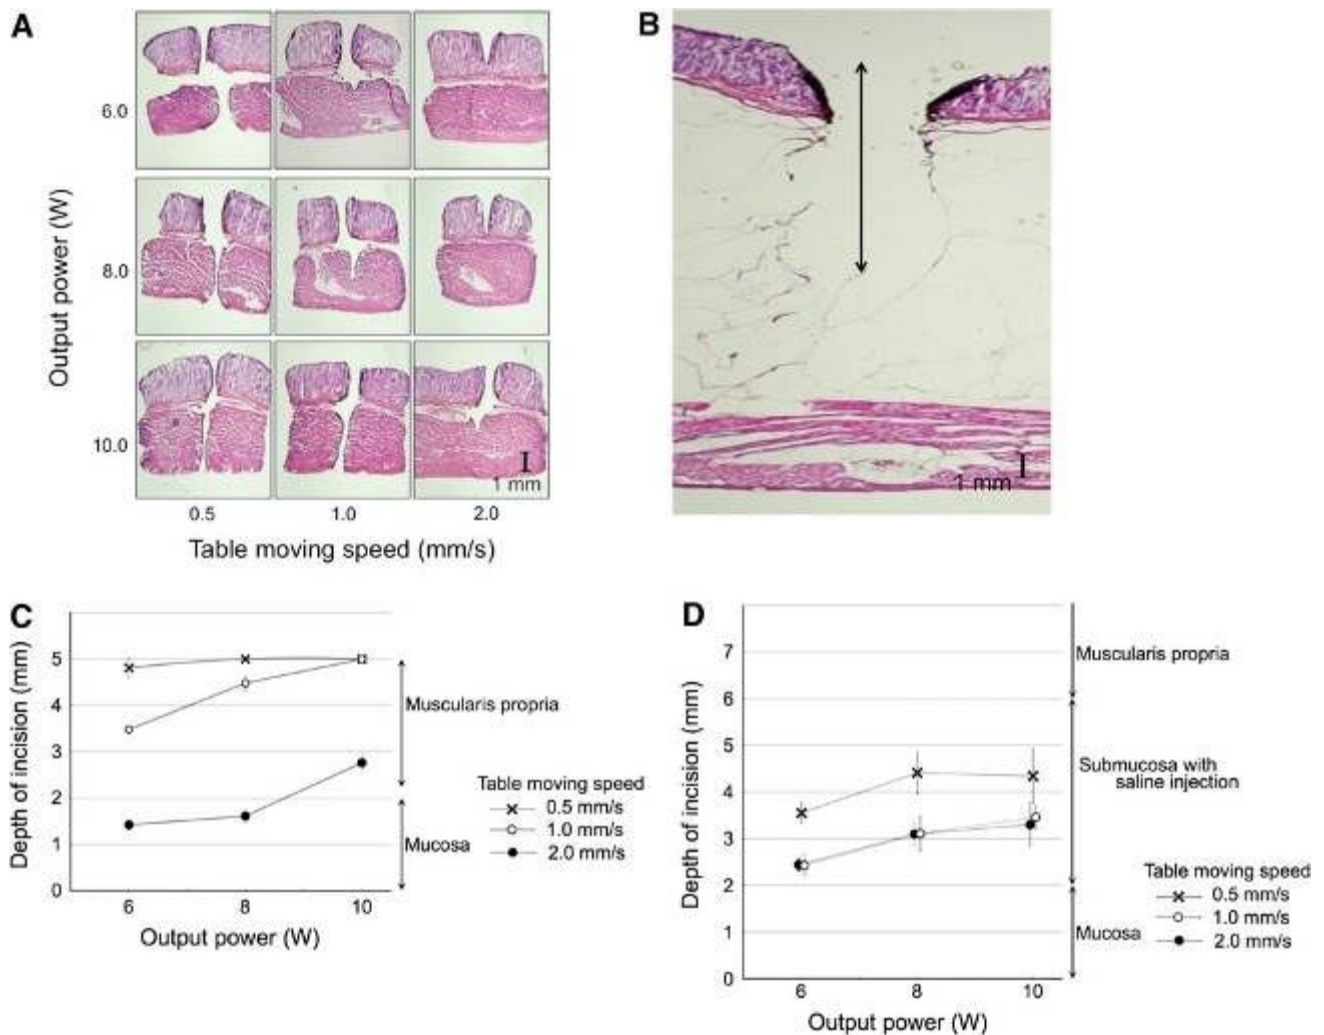 A
Output power (W)
6.0
8.0
10.0
1 mm
0.5
1.0
2.0
Table moving speed (mm/s)
B
1 mm
C
Depth of incision (mm)
5
4
3
2
1
0
6
8
10
Output power (W)
Muscularis propria
Mucosa
Table moving speed
0.5 mm/s
1.0 mm/s
2.0 mm/s
D
Depth of incision (mm)
7
6
5
4
3
2
1
0
6
8
10
Output power (W)
Muscularis propria
Submucosa with
saline injection
Mucosa
Table moving speed
0.5 mm/s
1.0 mm/s
2.0 mm/s